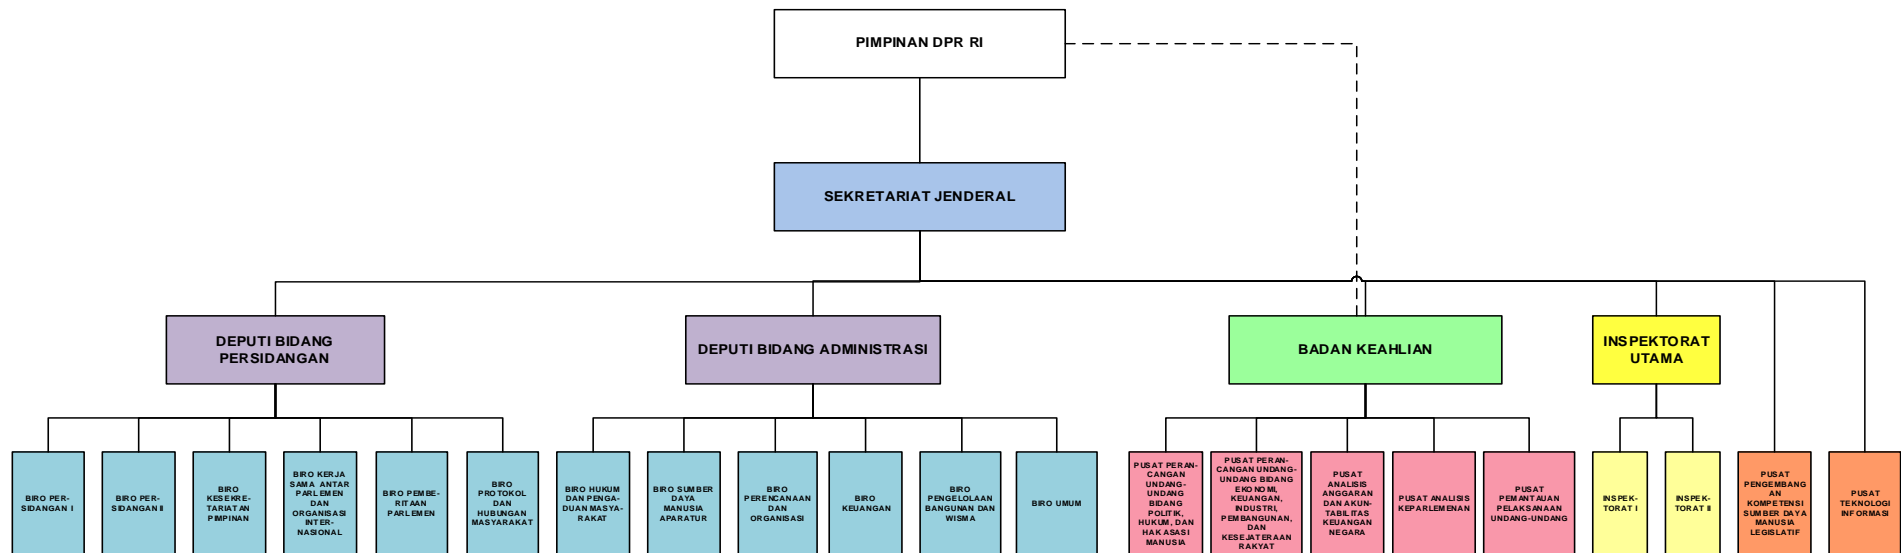 PIMPINAN DPR RI
SEKRETARIAT JENDERAL
DEPUTI BIDANG
PERSIDANGAN
DEPUTI BIDANG ADMINISTRASI
BADAN KEAHLIAN
INSPEKTORAT
UTAMA
BIRO PER-
SIDANGAN I
BIRO PER-
SIDANGAN II
BIRO
KESEKRE-
TARIATAN
PIMPINAN
BIRO KERJA
SAMA ANTAR
PARLEMEN
DAN
ORGANISASI
INTER-
NASIONAL
BIRO PEMBE-
RITAAN
PARLEMEN
BIRO
PROTOKOL
DAN
HUBUNGAN
MASYARAKAT
BIRO HUKUM
DAN PENGA-
DUAN MASYA-
RAKAT
BIRO SUMBER
DAYA
MANUSIA
APARATUR
BIRO
PERENCANAAN
DAN
ORGANISASI
BIRO
KEUANGAN
BIRO
PENGELOLAAN
BANGUNAN DAN
WISMA
BIRO UMUM
PUSAT PERAN-
CANGAN
UNDANG-
UNDANG
BIDANG
POLITIK,
HUKUM, DAN
HAK ASASI
MANUSIA
PUSAT PERAN-
CANGAN UNDANG-
UNDANG BIDANG
EKONOMI,
KEUANGAN,
INDUSTRI,
PEMBANGUNAN,
DAN
KESEJATERAAN
RAKYAT
PUSAT
ANALISIS
ANGGARAN
DAN AKUN-
TABILITAS
KEUANGAN
NEGARA
PUSAT ANALISIS
KEPARLEMENAN
PUSAT
PEMANTAUAN
PELAKSANAAN
UNDANG-UNDANG
INSPEK-
TORAT I
INSPEK-
TORAT II
PUSAT
PENGEMBANG
AN
KOMPETENSI
SUMBER DAYA
MANUSIA
LEGISLATIF
PUSAT
TEKNOLOGI
INFORMASI